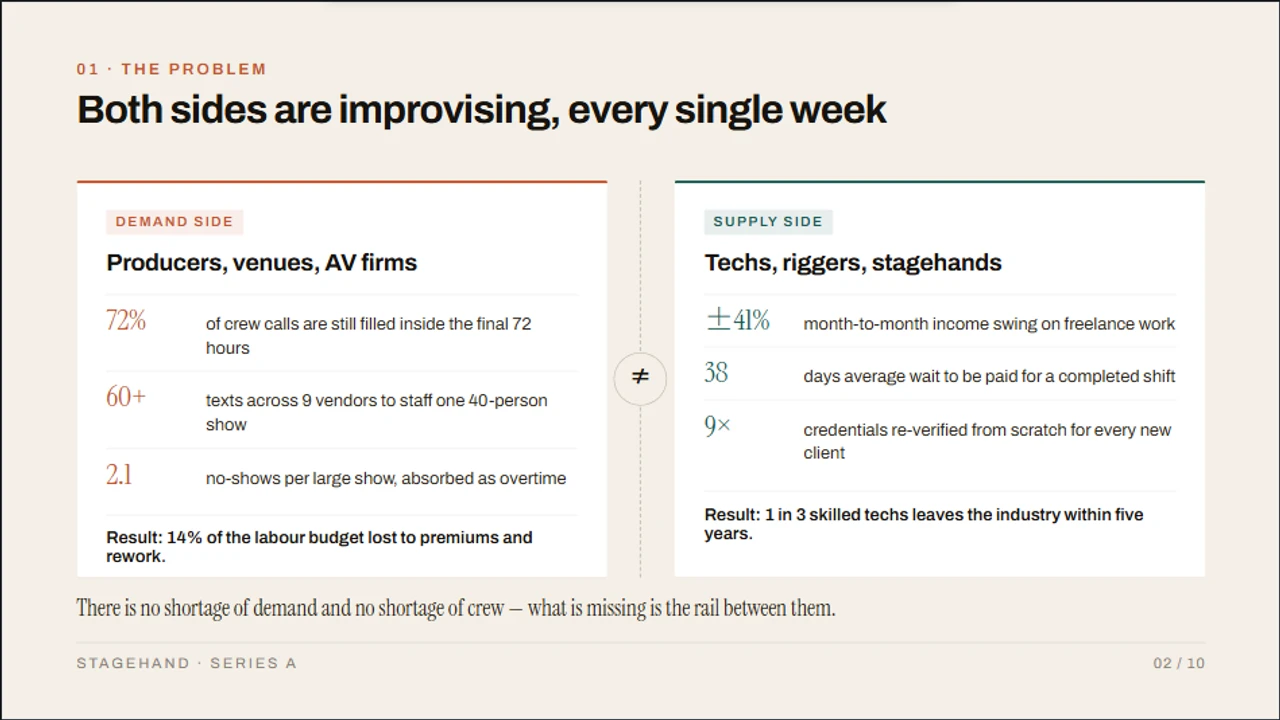 01 · THE PROBLEM
Both sides are improvising, every single week
DEMAND SIDE
Producers, venues, AV firms
72%
of crew calls are still filled inside the final 72
hours
60+
texts across 9 vendors to staff one 40-person
show
2.1
no-shows per large show, absorbed as overtime
Result: 14% of the labour budget lost to premiums and
rework.
≠
SUPPLY SIDE
Techs, riggers, stagehands
±41%
month-to-month income swing on freelance work
38
days average wait to be paid for a completed shift
9×
credentials re-verified from scratch for every new
client
Result: 1 in 3 skilled techs leaves the industry within five
years.
There is no shortage of demand and no shortage of crew — what is missing is the rail between them.
STAGEHAND · SERIES A
02 / 10